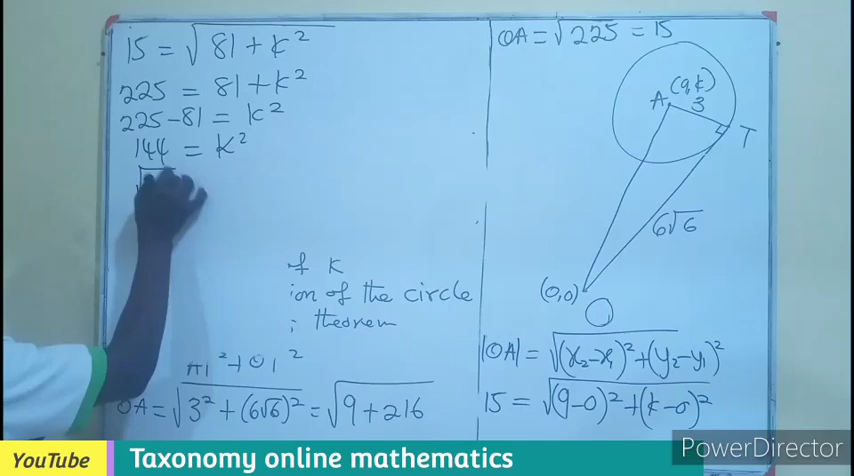 15 = √81 + k²
225 = 81 + k²
225 - 81 = k²
144 = k²
of k
ion of the circle
; theorem
AT² + OT²
OA = √3² + (6√6)² = √9 + 216
OA = √225 = 15
(9,k)
A 3
T
6√6
(0,0)
O
|OA| = √(x₂-x₁)² + (y₂-y₁)²
15 = √(9-0)² + (k-0)²
PowerDirector
YouTube Taxonomy online mathematics